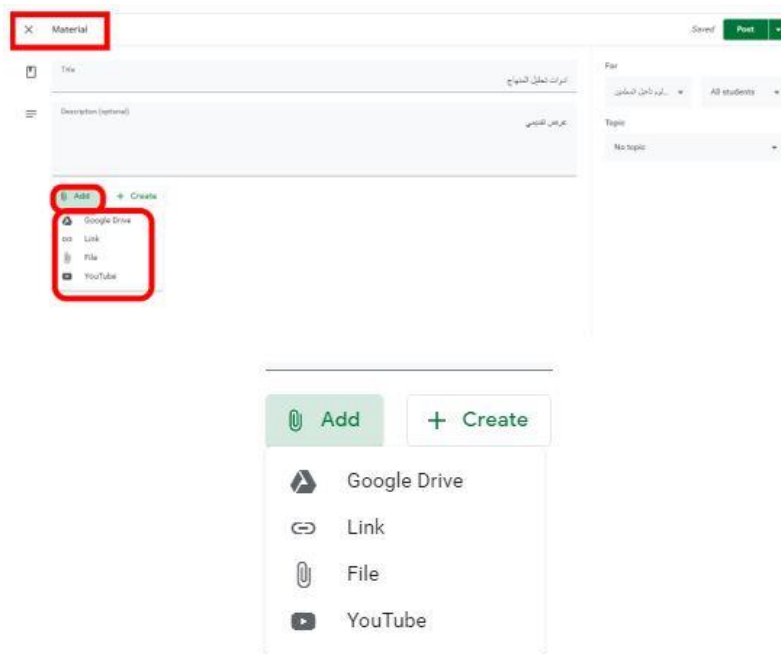 Material
Saved
Post
Title
ادوات تحليل المنهاج
Description (optional)
عرض تقديمي
Add
+ Create
Google Drive
Link
File
YouTube
For
All students
Topic
No topic
Add
+ Create
Google Drive
Link
File
YouTube